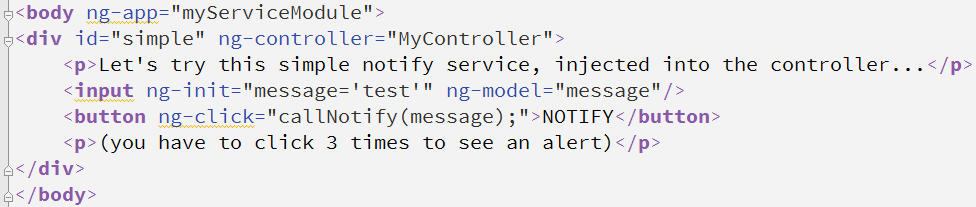 <body ng-app="myServiceModule">
<div id="simple" ng-controller="MyController">
<p>Let's try this simple notify service, injected into the controller...</p>
<input ng-init="message='test'" ng-model="message"/>
<button ng-click="callNotify(message);">NOTIFY</button>
<p>(you have to click 3 times to see an alert)</p>
</div>
</body>